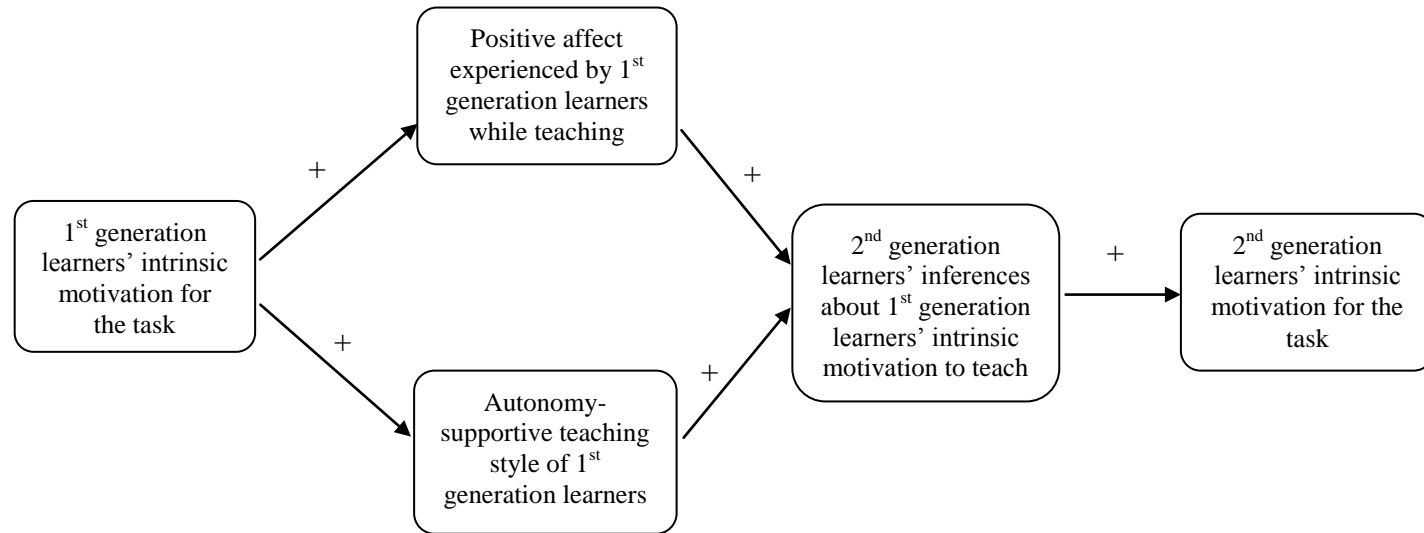 Positive affect
experienced by 1st
generation learners
while teaching
+
+
1st generation
learners’ intrinsic
motivation for
the task
2nd generation
learners’ inferences
about 1st generation
learners’ intrinsic
motivation to teach
+
2nd generation
learners’ intrinsic
motivation for the
task
+
+
Autonomy-
supportive teaching
style of 1st
generation learners